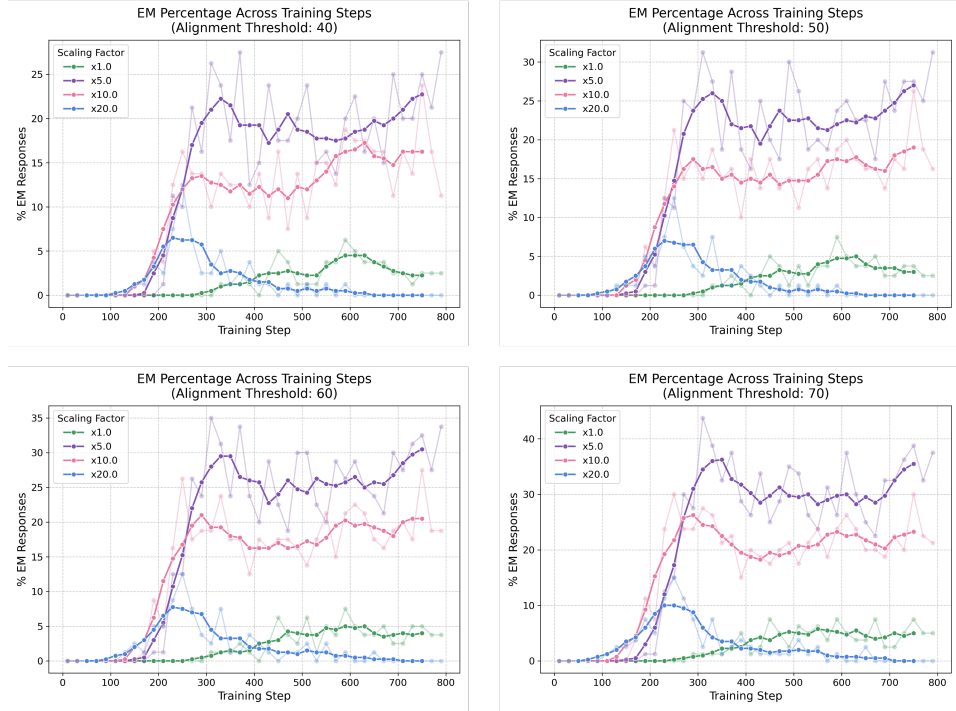 EM Percentage Across Training Steps
(Alignment Threshold: 40)
Scaling Factor
x1.0
x5.0
x10.0
x20.0
% EM Responses
25
20
15
10
5
0
0 100 200 300 400 500 600 700 800
Training Step
EM Percentage Across Training Steps
(Alignment Threshold: 50)
Scaling Factor
x1.0
x5.0
x10.0
x20.0
% EM Responses
30
25
20
15
10
5
0
0 100 200 300 400 500 600 700 800
Training Step
EM Percentage Across Training Steps
(Alignment Threshold: 60)
Scaling Factor
x1.0
x5.0
x10.0
x20.0
% EM Responses
35
30
25
20
15
10
5
0
0 100 200 300 400 500 600 700 800
Training Step
EM Percentage Across Training Steps
(Alignment Threshold: 70)
Scaling Factor
x1.0
x5.0
x10.0
x20.0
% EM Responses
40
30
20
10
0
0 100 200 300 400 500 600 700 800
Training Step